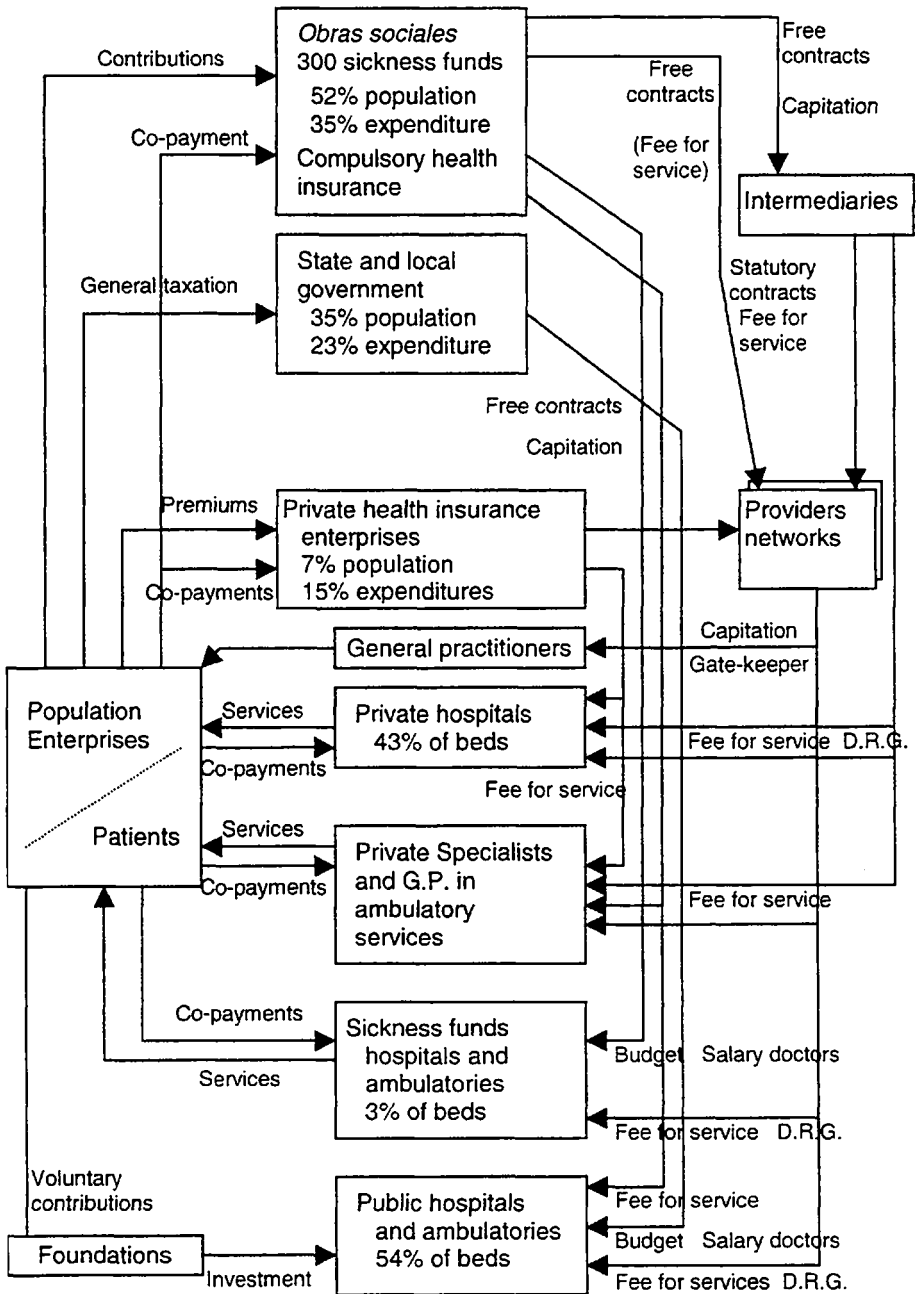 Obras sociales
300 sickness funds
52% population
35% expenditure
Compulsory health
insurance
Contributions
Co-payment
Free
contracts
Capitation
Free
contracts
(Fee for
service)
Intermediaries
State and local
government
35% population
23% expenditure
General taxation
Statutory
contracts
Fee for
service
Free contracts
Capitation
Premiums
Private health insurance
enterprises
7% population
15% expenditures
Co-payments
Providers
networks
General practitioners
Capitation
Gate-keeper
Population
Enterprises
Patients
Services
Private hospitals
43% of beds
Co-payments
Fee for service D.R.G.
Fee for service
Services
Private Specialists
and G.P. in
ambulatory
services
Co-payments
Fee for service
Co-payments
Sickness funds
hospitals and
ambulatories
3% of beds
Services
Budget Salary doctors
Fee for service D.R.G.
Voluntary
contributions
Public hospitals
and ambulatories
54% of beds
Fee for service
Budget Salary doctors
Fee for services D.R.G.
Foundations
Investment